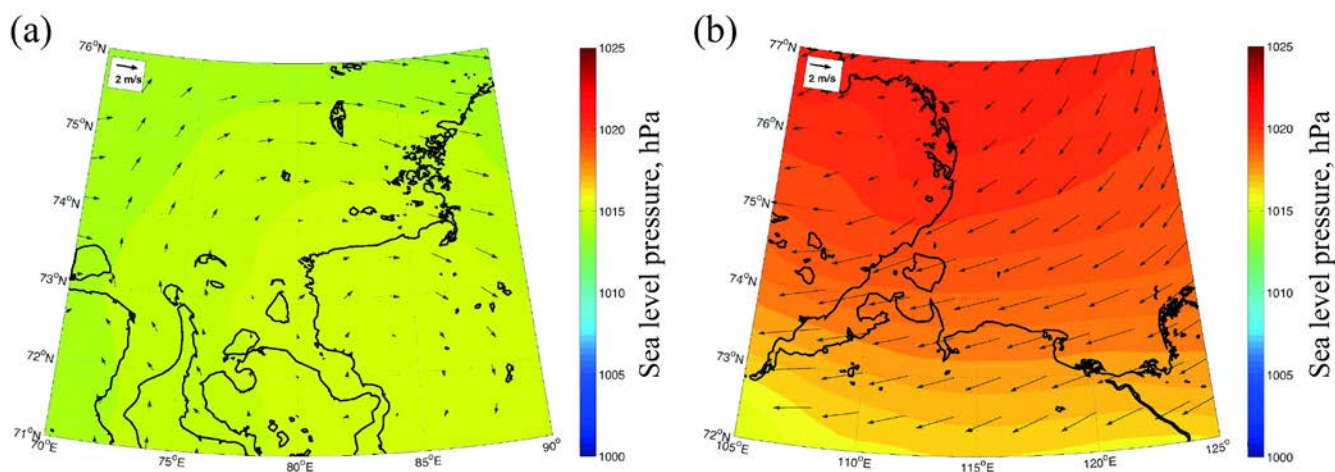 (a)
76°N
75°N
74°N
73°N
72°N
71°N
70°E
75°E
80°E
85°E
90°
2 m/s
1025
1020
1015
1010
1005
1000
Sea level pressure, hPa
(b)
77°N
76°N
75°N
74°N
73°N
72°N
105°E
110°E
115°E
120°E
125°E
2 m/s
1025
1020
1015
1010
1005
1000
Sea level pressure, hPa